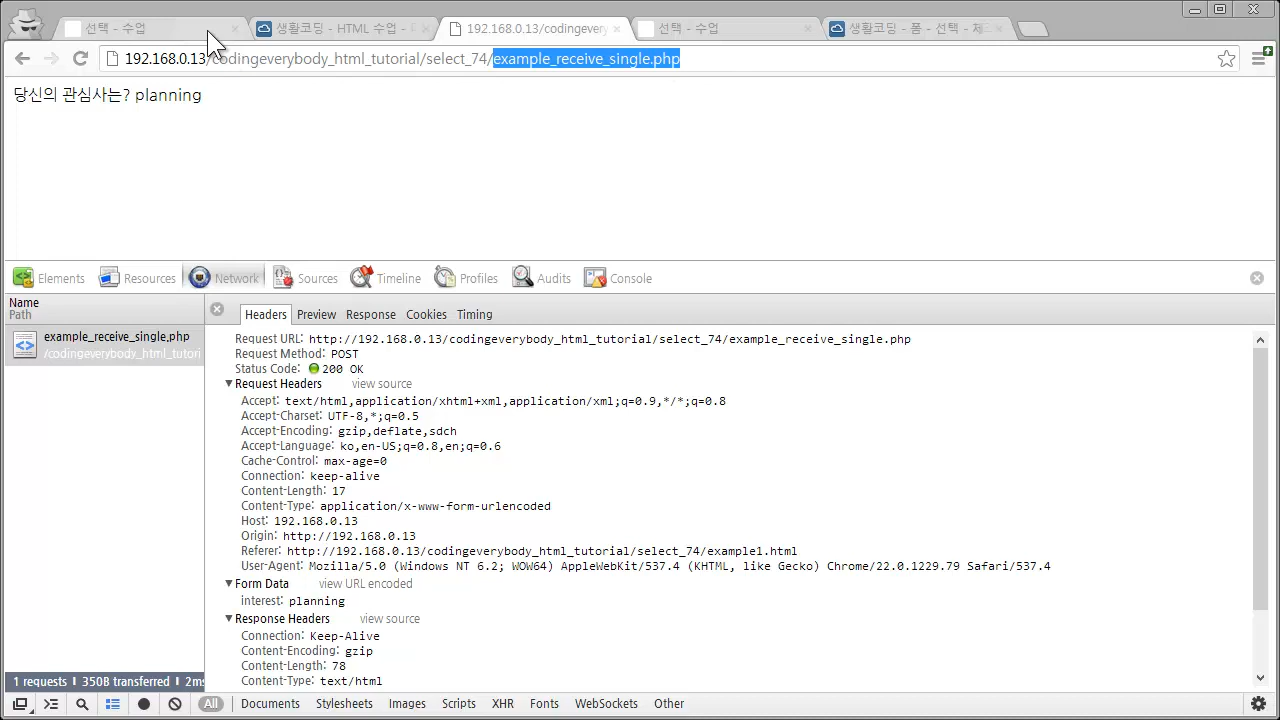 선택 - 수업
생활코딩 - HTML 수업 -
192.168.0.13/codingevery
선택 - 수업
생활코딩 - 폼 - 선택 - 제
192.168.0.13/codingeverybody_html_tutorial/select_74/example_receive_single.php
당신의 관심사는? planning
Elements Resources Network Sources Timeline Profiles Audits Console
Name
Path
Headers Preview Response Cookies Timing
example_receive_single.php
/codingeverybody_html_tutori
Request URL: http://192.168.0.13/codingeverybody_html_tutorial/select_74/example_receive_single.php
Request Method: POST
Status Code: 200 OK
Request Headers view source
Accept: text/html,application/xhtml+xml,application/xml;q=0.9,*/*;q=0.8
Accept-Charset: UTF-8,*;q=0.5
Accept-Encoding: gzip,deflate,sdch
Accept-Language: ko,en-US;q=0.8,en;q=0.6
Cache-Control: max-age=0
Connection: keep-alive
Content-Length: 17
Content-Type: application/x-www-form-urlencoded
Host: 192.168.0.13
Origin: http://192.168.0.13
Referer: http://192.168.0.13/codingeverybody_html_tutorial/select_74/example1.html
User-Agent: Mozilla/5.0 (Windows NT 6.2; WOW64) AppleWebKit/537.4 (KHTML, like Gecko) Chrome/22.0.1229.79 Safari/537.4
Form Data view URL encoded
interest: planning
Response Headers view source
Connection: Keep-Alive
Content-Encoding: gzip
Content-Length: 78
Content-Type: text/html
1 requests | 350B transferred | 2ms
All Documents Stylesheets Images Scripts XHR Fonts WebSockets Other